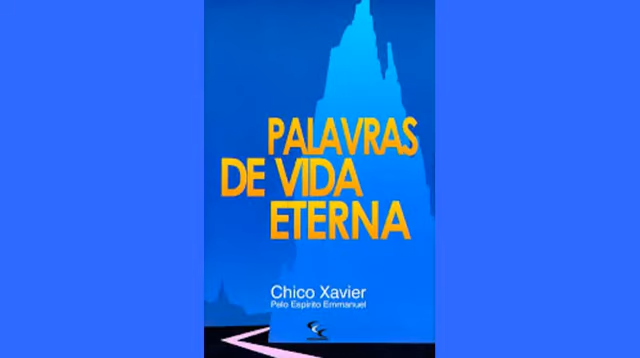 PALAVRAS
DE VIDA
ETERNA
Chico Xavier
Pelo Espírito Emmanuel